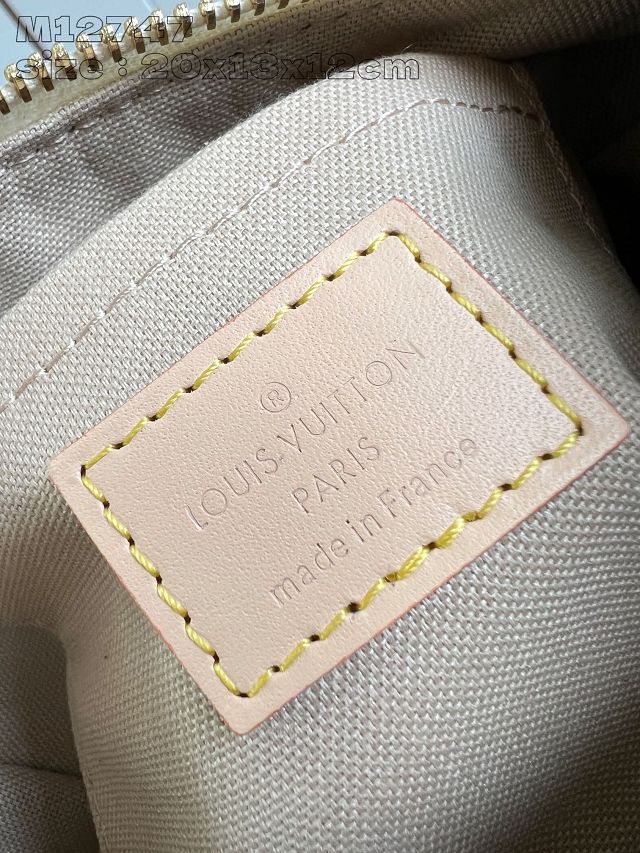 M12747
size : 20x13x12cm
®
LOUIS VUITTON
PARIS
made in France